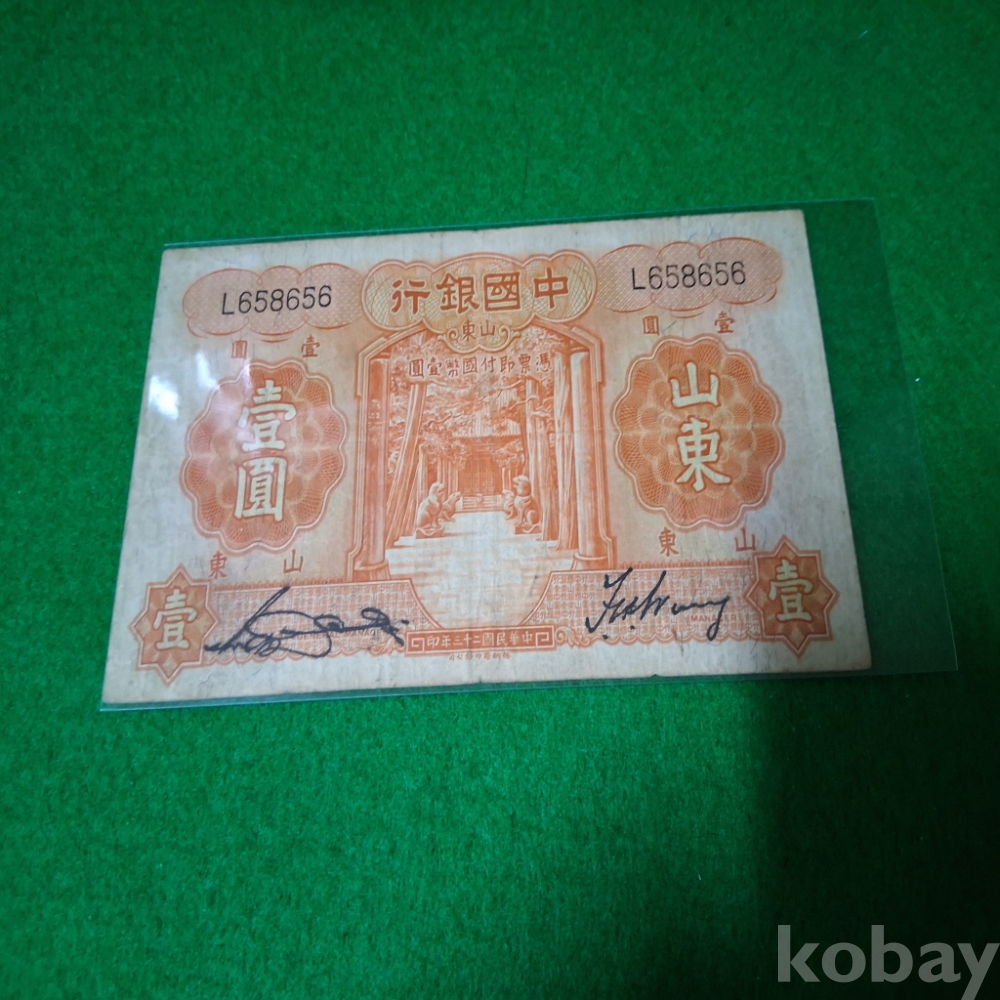 L658656
中國銀行
L658656
山東
圓 壹
圓 壹
憑票即付國幣壹圓
壹圓
山東
山 東
山 東
壹
壹
MANAGER
中華民國二十三年印
kobay